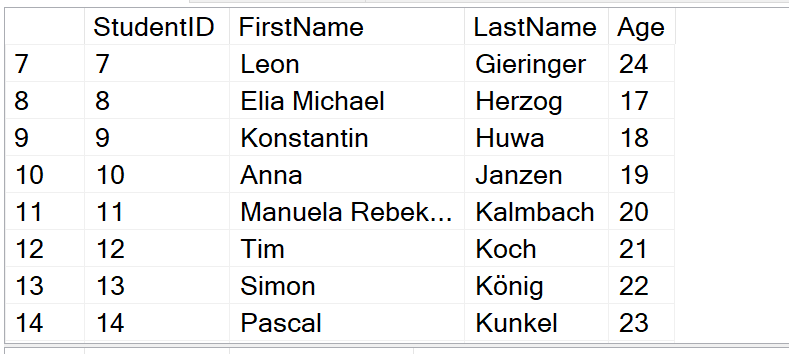 StudentID FirstName LastName Age
7 7 Leon Gieringer 24
8 8 Elia Michael Herzog 17
9 9 Konstantin Huwa 18
10 10 Anna Janzen 19
11 11 Manuela Rebek... Kalmbach 20
12 12 Tim Koch 21
13 13 Simon König 22
14 14 Pascal Kunkel 23